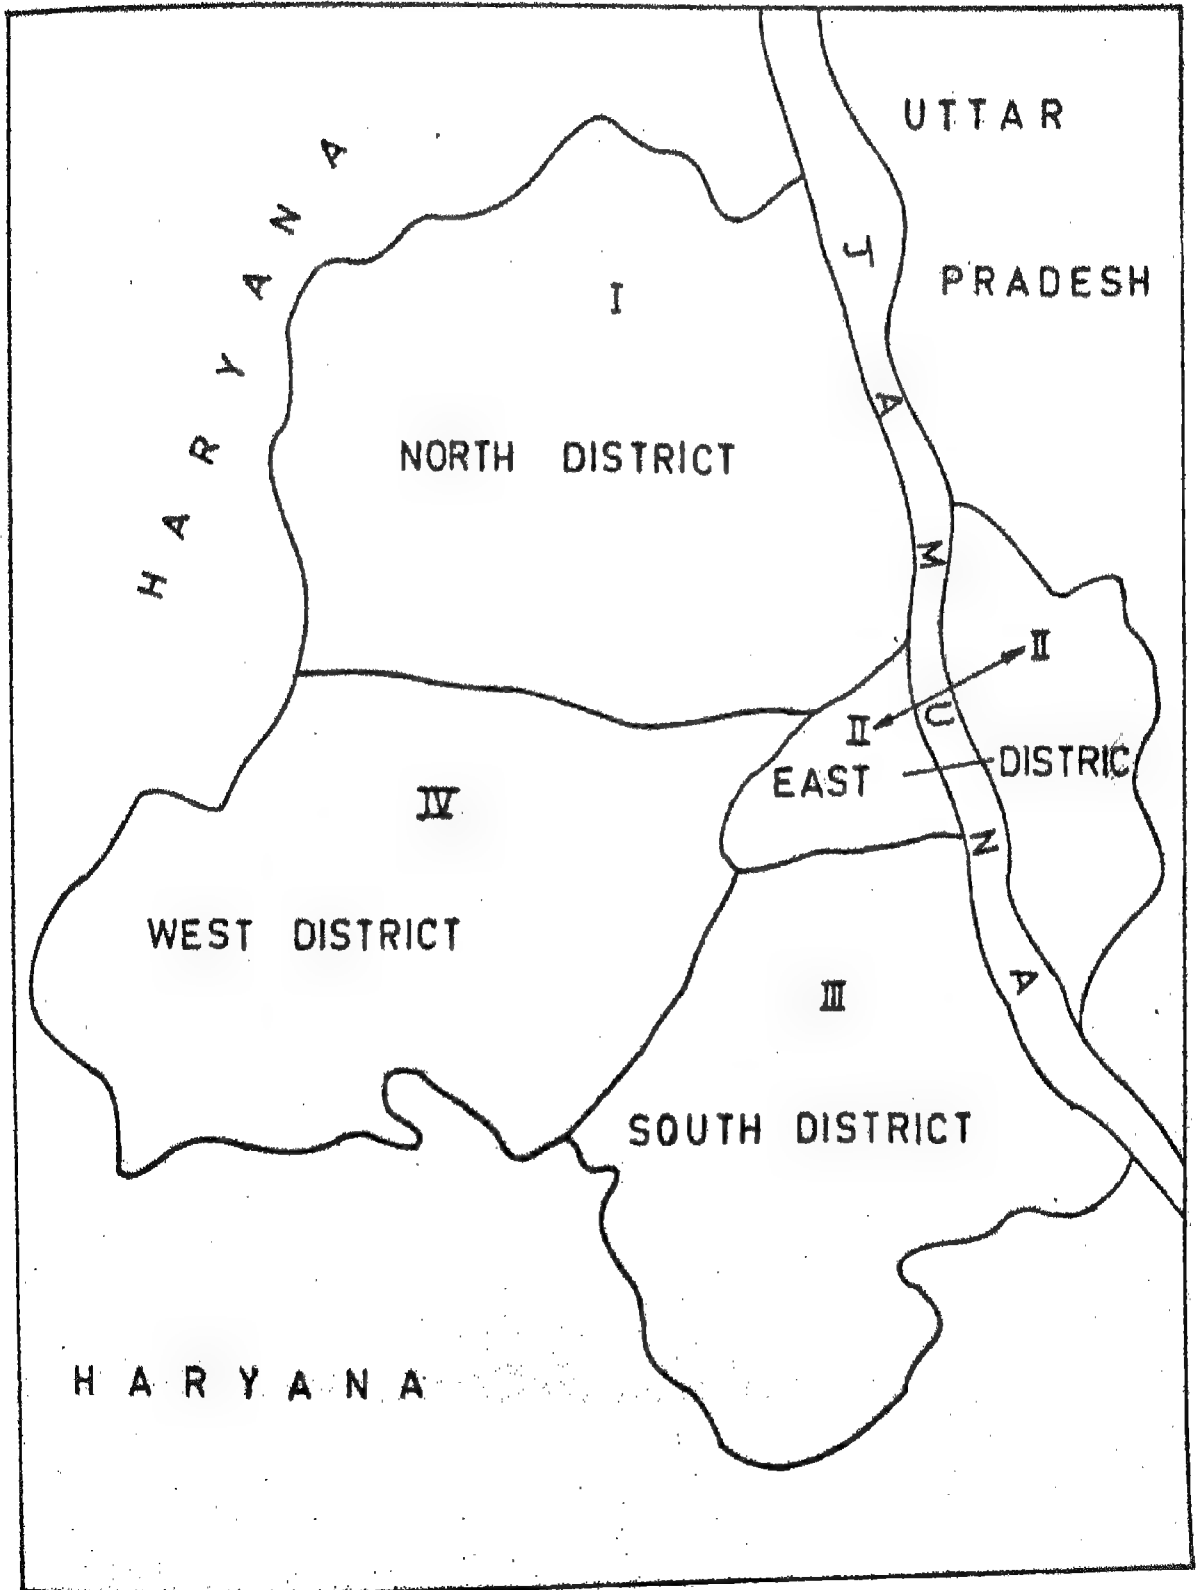 UTTAR
PRADESH
HARYANA
JAMUNA
I
NORTH DISTRICT
II
II
EAST DISTRIC
IV
WEST DISTRICT
III
SOUTH DISTRICT
HARYANA